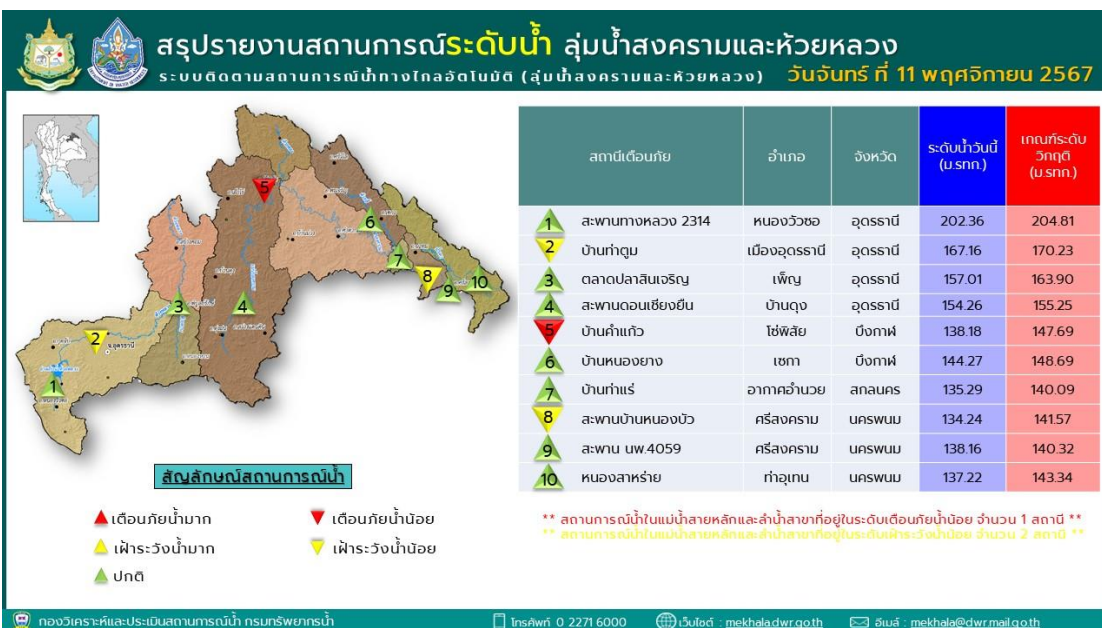 สรุปรายงานสถานการณ์ระดับน้ำ ลุ่มน้ำสงครามและห้วยหลวง
ระบบติดตามสถานการณ์น้ำทางไกลอัตโนมัติ (ลุ่มน้ำสงครามและห้วยหลวง) วันจันทร์ ที่ 11 พฤศจิกายน 2567
สถานีเตือนภัย อำเภอ จังหวัด ระดับน้ำวันนี้ (ม.รทก.) เกณฑ์ระดับวิกฤติ (ม.รทก.)
1 สะพานทางหลวง 2314 หนองวัวซอ อุดรธานี 202.36 204.81
2 บ้านท่าตูม เมืองอุดรธานี อุดรธานี 167.16 170.23
3 ตลาดปลาสินเจริญ เพ็ญ อุดรธานี 157.01 163.90
4 สะพานดอนเซียงยืน บ้านดุง อุดรธานี 154.26 155.25
5 บ้านคำแก้ว โซ่พิสัย บึงกาฬ 138.18 147.69
6 บ้านหนองยาง เซกา บึงกาฬ 144.27 148.69
7 บ้านท่าแร่ อากาศอำนวย สกลนคร 135.29 140.09
8 สะพานบ้านหนองบัว ศรีสงคราม นครพนม 134.24 141.57
9 สะพาน นพ.4059 ศรีสงคราม นครพนม 138.16 140.32
10 หนองสาหร่าย ท่าอุเทน นครพนม 137.22 143.34
5
6
7
8
10
9
3
4
2
1
สัญลักษณ์สถานการณ์น้ำ
เตือนภัยน้ำมาก เตือนภัยน้ำน้อย
เฝ้าระวังน้ำมาก เฝ้าระวังน้ำน้อย
ปกติ
** สถานการณ์น้ำในแม่น้ำสายหลักและลำน้ำสาขาที่อยู่ในระดับเตือนภัยน้ำน้อย จำนวน 1 สถานี **
** สถานการณ์น้ำในแม่น้ำสายหลักและลำน้ำสาขาที่อยู่ในระดับเฝ้าระวังน้ำน้อย จำนวน 2 สถานี **
กองวิเคราะห์และประเมินสถานการณ์น้ำ กรมทรัพยากรน้ำ โทรศัพท์ 0 2271 6000 เว็บไซต์ : mekhala.dwr.go.th อีเมล์ : mekhala@dwr.mail.go.th